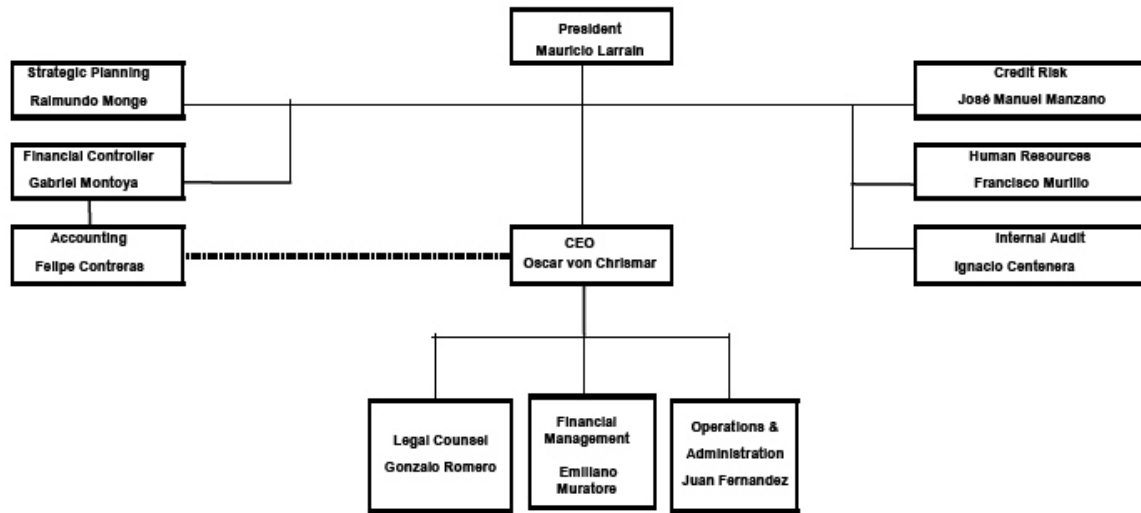 President
Mauricio Larrain
Strategic Planning
Raimundo Monge
Credit Risk
José Manuel Manzano
Financial Controller
Gabriel Montoya
Human Resources
Francisco Murillo
Accounting
Felipe Contreras
CEO
Oscar von Chrismar
Internal Audit
Ignacio Centenera
Legal Counsel
Gonzalo Romero
Financial
Management
Emiliano
Muratore
Operations &
Administration
Juan Fernandez